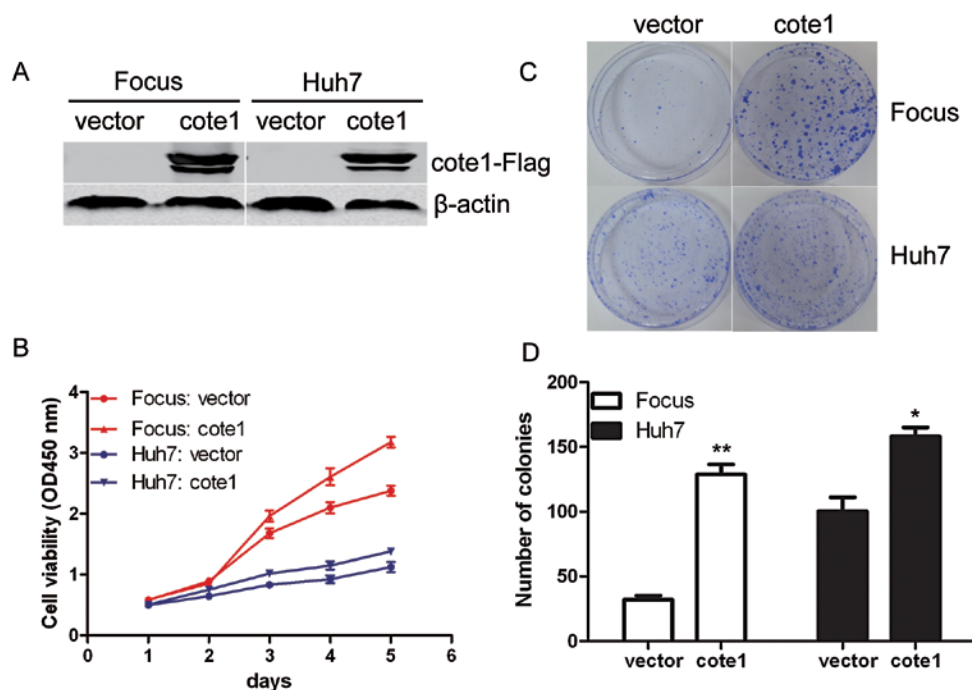 A
Focus
Huh7
vector
cote1
vector
cote1
cote1-Flag
β-actin
B
Cell viability (OD450 nm)
4
3
2
1
0
Focus: vector
Focus: cote1
Huh7: vector
Huh7: cote1
0
1
2
3
4
5
6
days
C
vector
cote1
Focus
Huh7
D
Number of colonies
200
150
100
50
0
Focus
Huh7
**
*
vector
cote1
vector
cote1